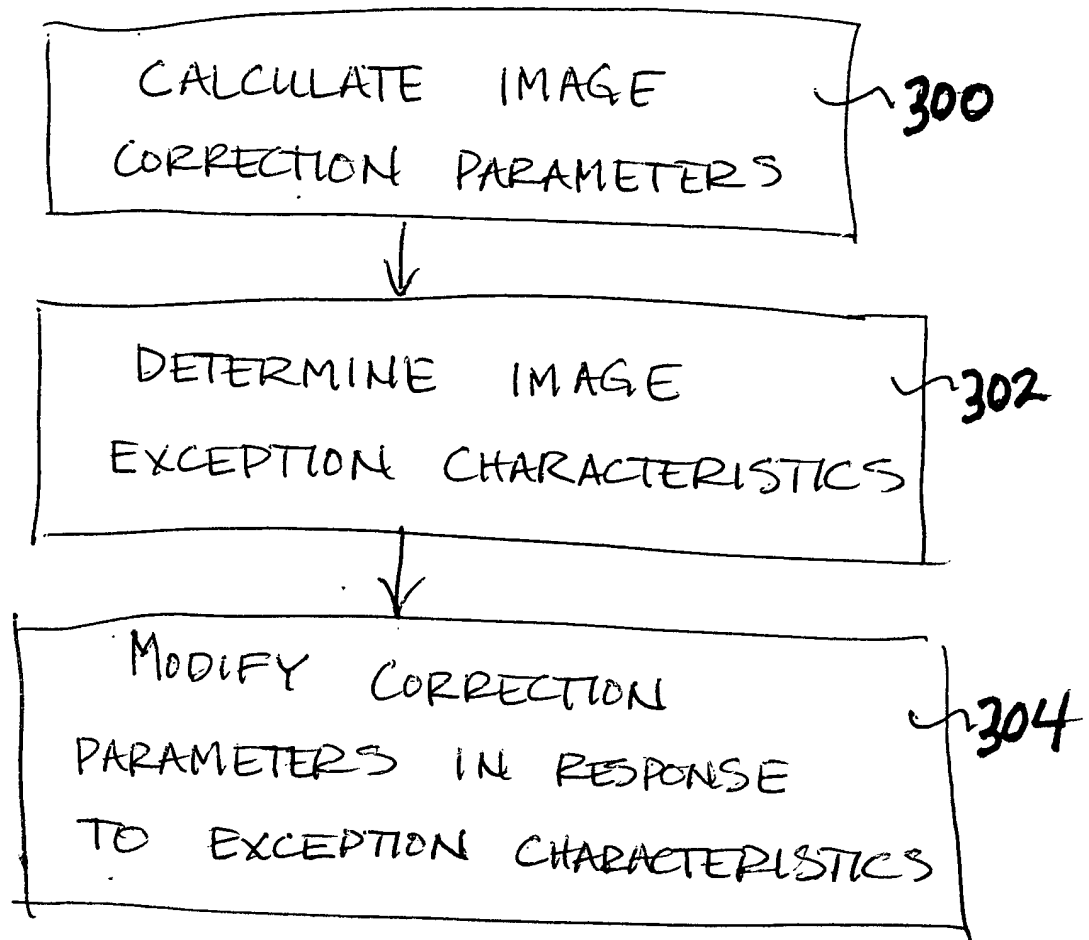 CALCULATE IMAGE
CORRECTION PARAMETERS
300
DETERMINE IMAGE
EXCEPTION CHARACTERISTICS
302
MODIFY CORRECTION
PARAMETERS IN RESPONSE
TO EXCEPTION CHARACTERISTICS
304